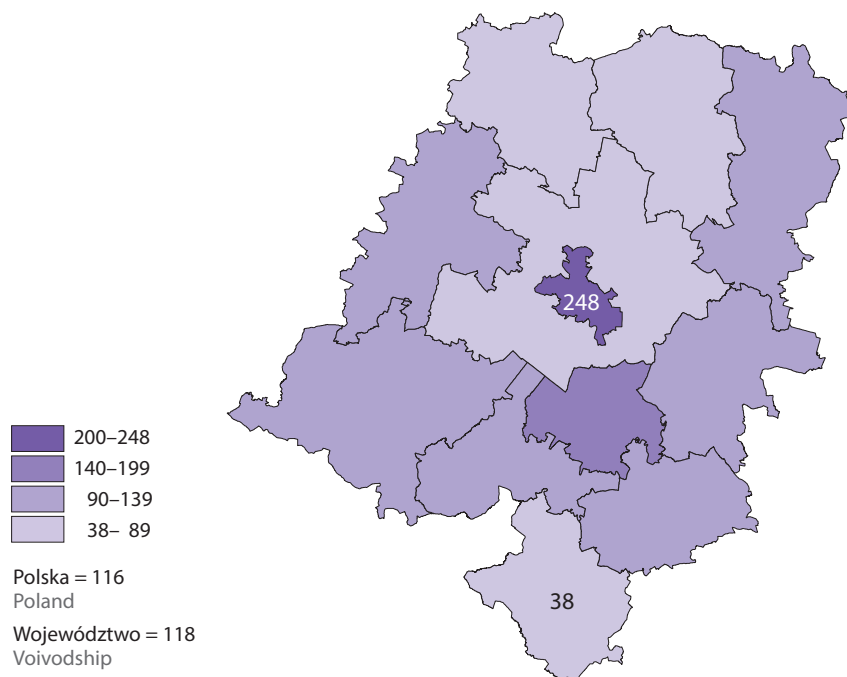 248
200–248
140–199
90–139
38– 89
Polska = 116
Poland
38
Województwo = 118
Voivodship